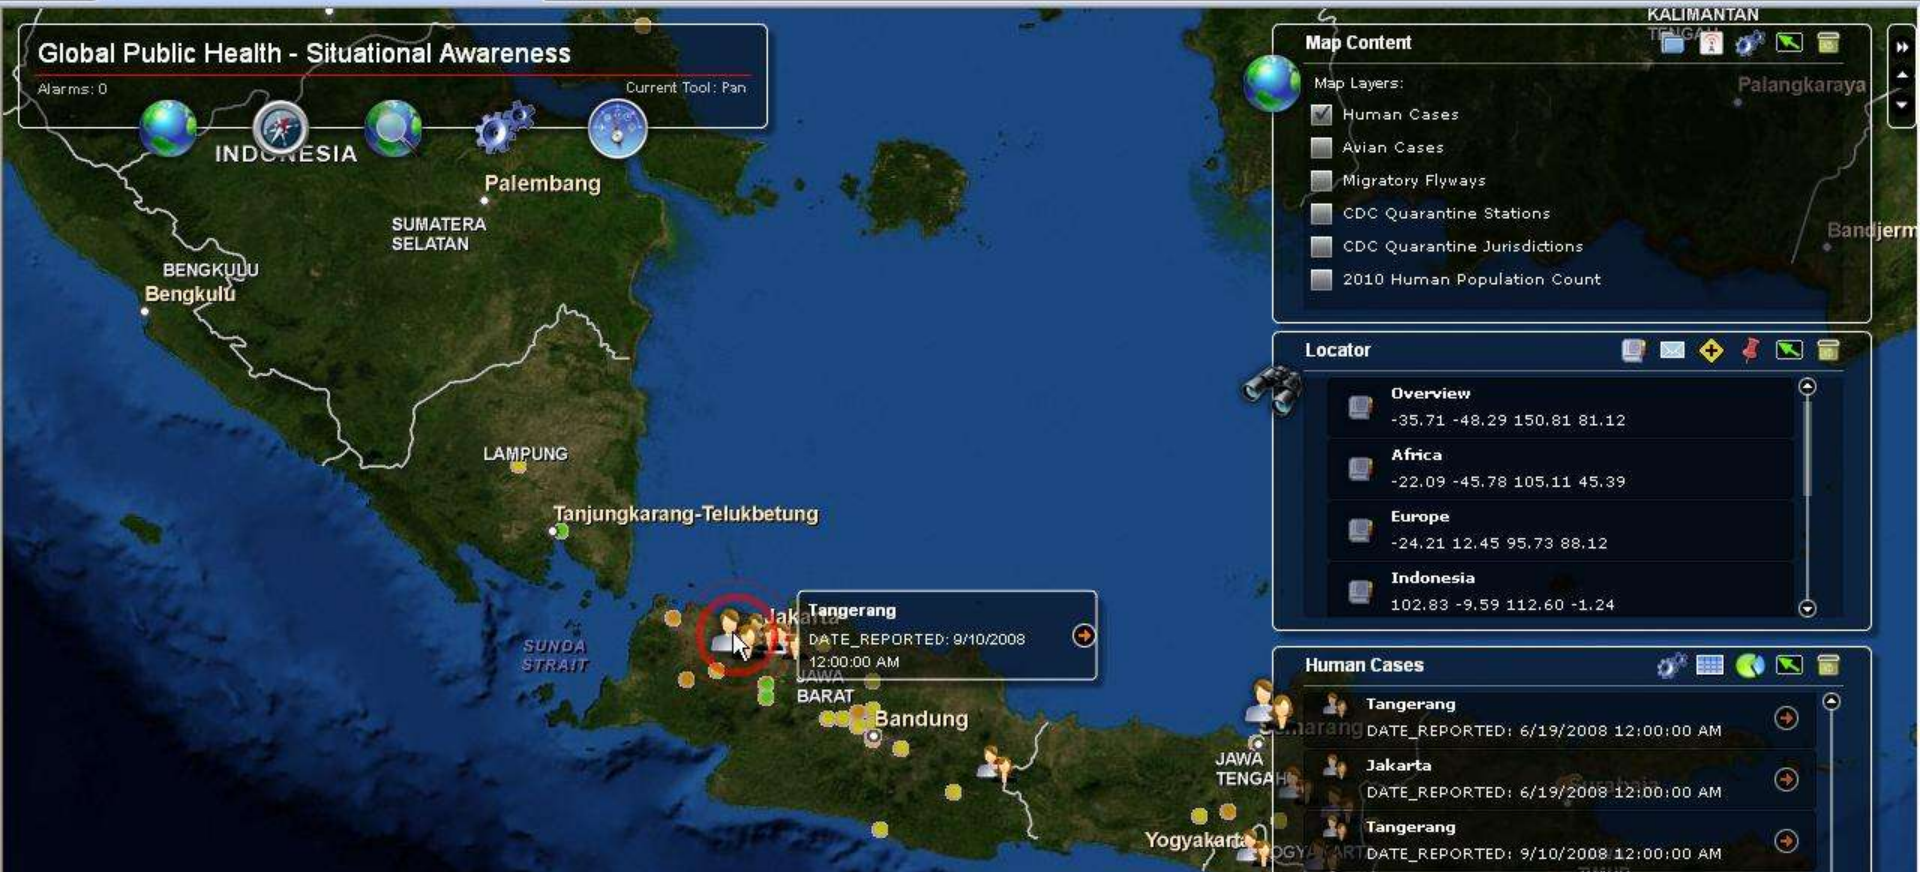 Global Public Health - Situational Awareness
Alarms: 0
Current Tool: Pan
INDONESIA
Palembang
SUMATERA
SELATAN
BENGKULU
Bengkulu
LAMPUNG
Tanjungkarang-Telukbetung
SUNDA
STRAIT
Jakarta
Tangerang
DATE_REPORTED: 9/10/2008
12:00:00 AM
JAWA
BARAT
Bandung
JAWA
TENGAH
Semarang
Yogyakarta
Surabaja
KALIMANTAN
TENGAH
Palangkaraya
Bandjerm
Map Content
Map Layers:
Human Cases
Avian Cases
Migratory Flyways
CDC Quarantine Stations
CDC Quarantine Jurisdictions
2010 Human Population Count
Locator
Overview
-35.71 -48.29 150.81 81.12
Africa
-22.09 -45.78 105.11 45.39
Europe
-24.21 12.45 95.73 88.12
Indonesia
102.83 -9.59 112.60 -1.24
Human Cases
Tangerang
DATE_REPORTED: 6/19/2008 12:00:00 AM
Jakarta
DATE_REPORTED: 6/19/2008 12:00:00 AM
Tangerang
DATE_REPORTED: 9/10/2008 12:00:00 AM